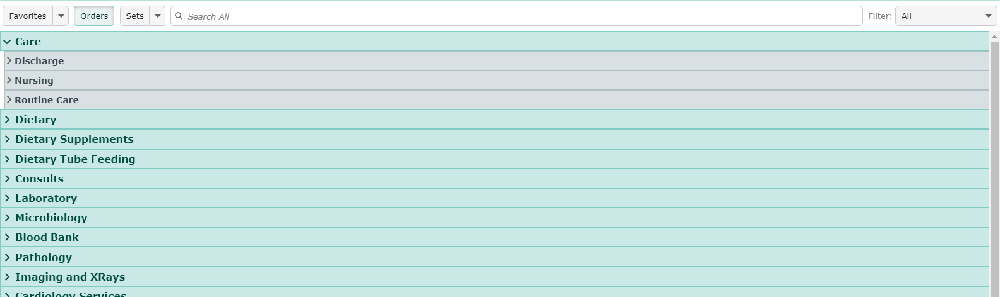 Favorites Orders Sets Search All Filter: All
Care
Discharge
Nursing
Routine Care
Dietary
Dietary Supplements
Dietary Tube Feeding
Consults
Laboratory
Microbiology
Blood Bank
Pathology
Imaging and XRays
Cardiology Services